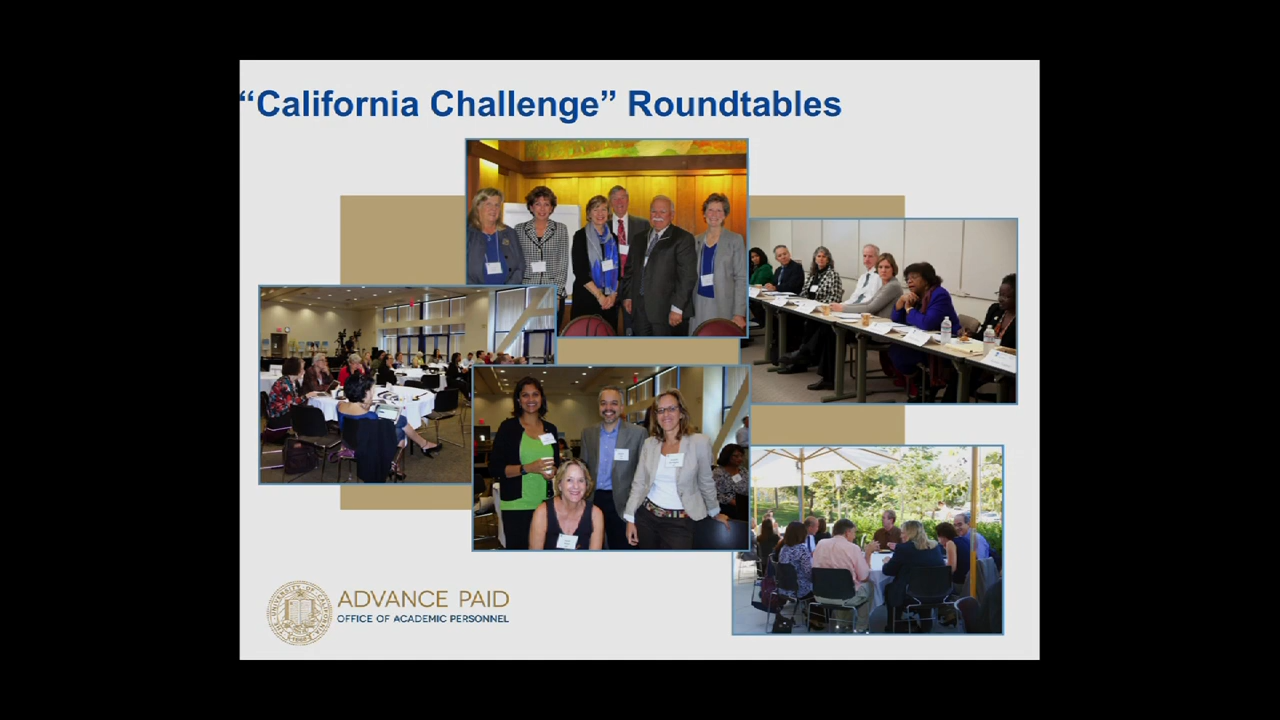 “California Challenge” Roundtables
ADVANCE PAID
OFFICE OF ACADEMIC PERSONNEL